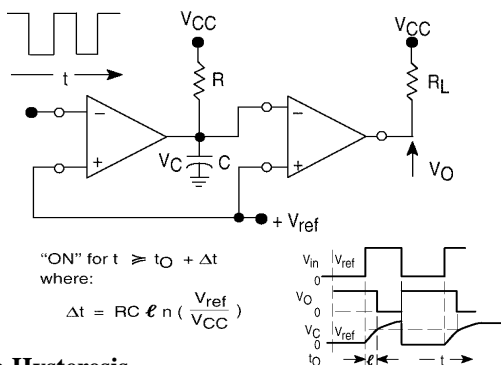 VCC
VCC
t
R
RL
−
+
VC
C
−
+
VO
+ Vref
"ON" for t ≥ tO + Δt
where:
Δt = RC ℓn ( Vref
VCC )
Vin Vref
0
VO
0
VC Vref
0
tO ℓ t
Hysteresis